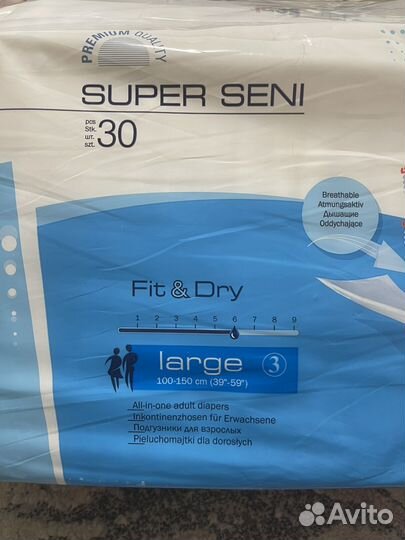 PREMIUM QUALITY
SUPER SENI
pcs
Stk.
шт.
szt.
30
Breathable
Atmungsaktiv
Дышащие
Oddychające
Fit & Dry
1 2 3 4 5 6 7 8 9
large 3
100-150 cm (39"-59")
All-in-one adult diapers
Inkontinenzhosen für Erwachsene
Подгузники для взрослых
Pieluchomajtki dla dorosłych
Avito